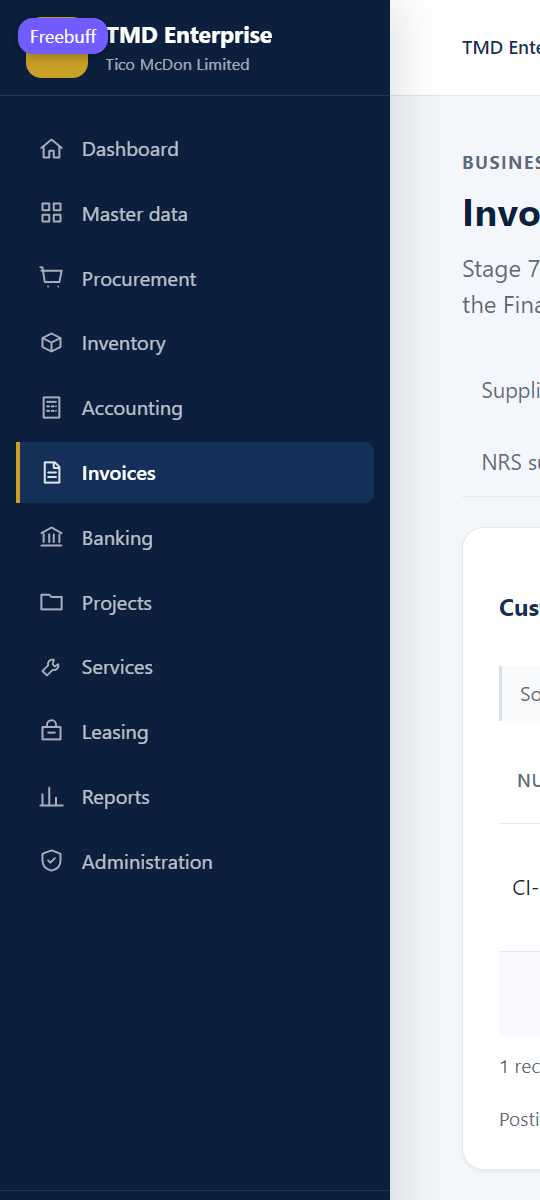 Freebuff
TMD Enterprise
Tico McDon Limited
Dashboard
Master data
Procurement
Inventory
Accounting
Invoices
Banking
Projects
Services
Leasing
Reports
Administration
TMD Ente
BUSINES
Invo
Stage 7
the Fina
Suppli
NRS su
Cust
So
NU
CI-
1 rec
Posti